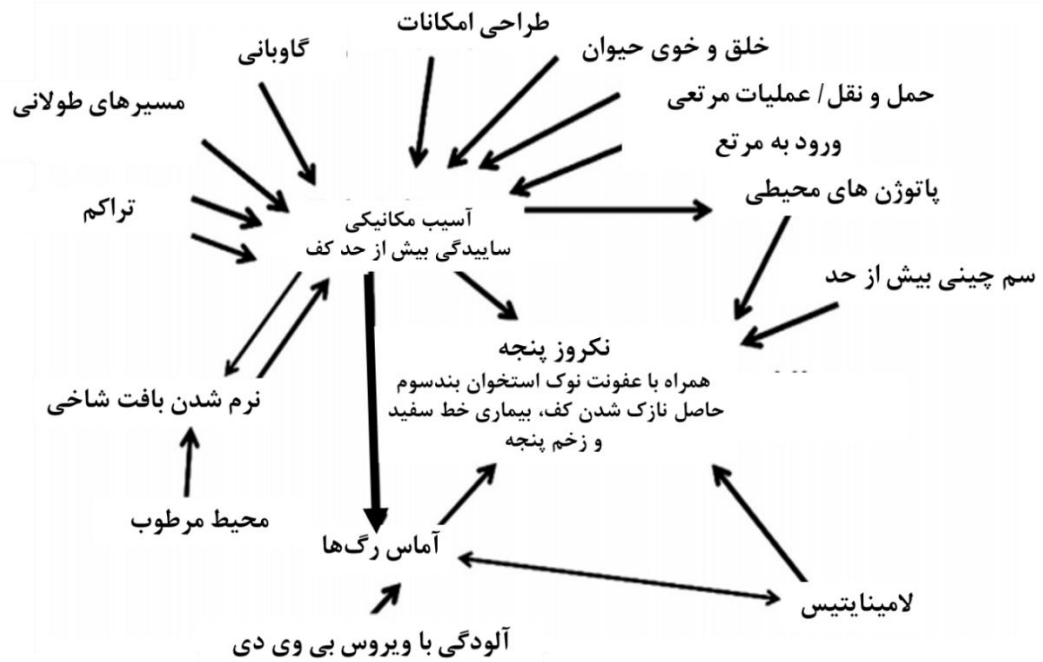 طراحی امکانات
گاوبانی
خلق و خوی حیوان
مسیرهای طولانی
حمل و نقل/ عملیات مرتعی
ورود به مرتع
تراکم
پاتوژن های محیطی
آسیب مکانیکی
ساییدگی بیش از حد کف
سم چینی بیش از حد
نکروز پنجه
همراه با عفونت نوک استخوان بندسوم
حاصل نازک شدن کف، بیماری خط سفید
و زخم پنجه
نرم شدن بافت شاخی
محیط مرطوب
آماس رگ‌ها
لامینایتیس
آلودگی با ویروس بی وی دی